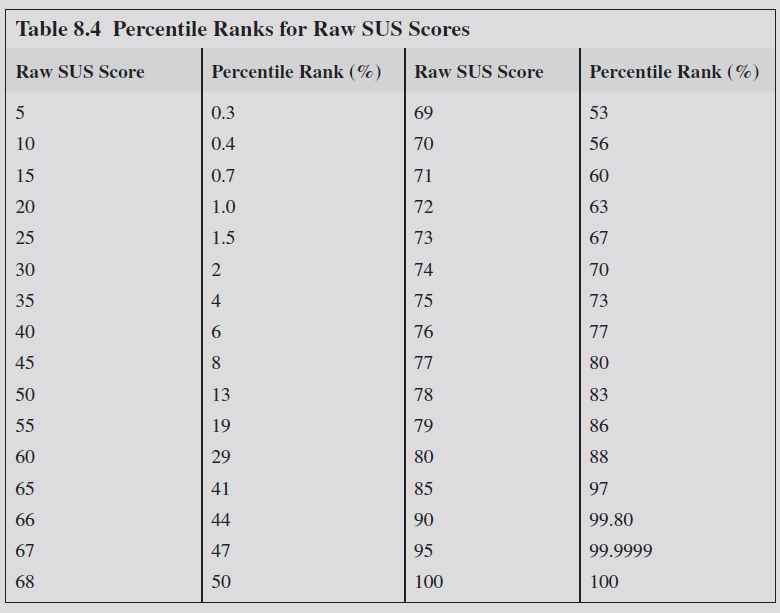 Table 8.4 Percentile Ranks for Raw SUS Scores
Raw SUS Score Percentile Rank (%) Raw SUS Score Percentile Rank (%)
5 0.3 69 53
10 0.4 70 56
15 0.7 71 60
20 1.0 72 63
25 1.5 73 67
30 2 74 70
35 4 75 73
40 6 76 77
45 8 77 80
50 13 78 83
55 19 79 86
60 29 80 88
65 41 85 97
66 44 90 99.80
67 47 95 99.9999
68 50 100 100